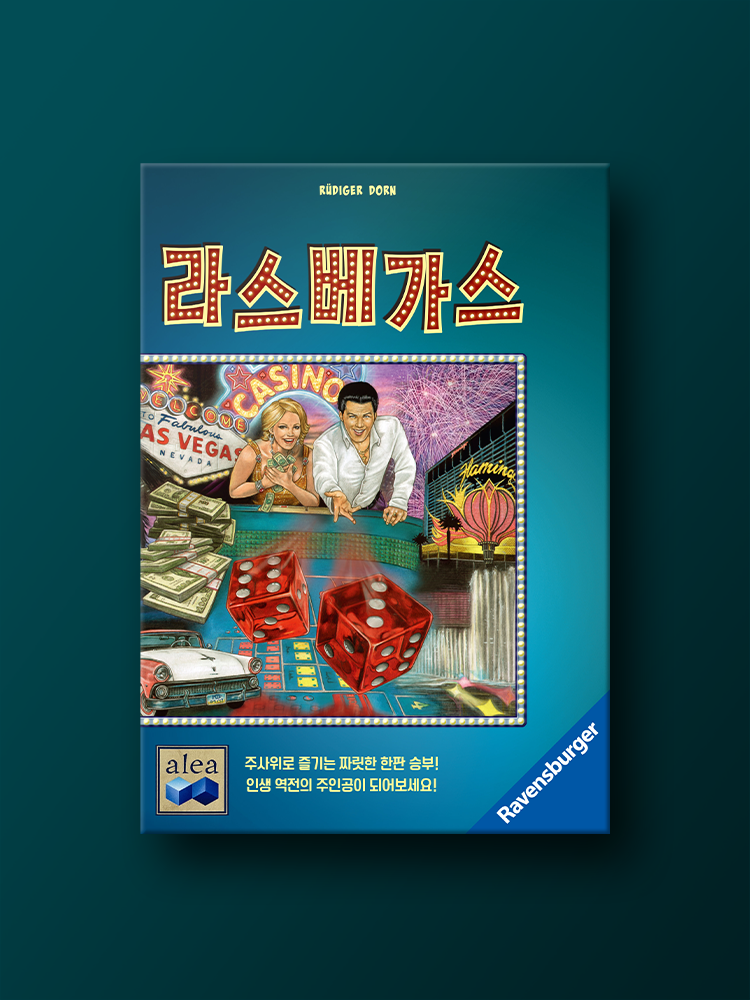 RÜDIGER DORN
라스베가스
CASINO
WELCOME
TO Fabulous
AS VEGAS
NEVADA
Flamingo
alea
주사위로 즐기는 짜릿한 한판 승부!
인생 역전의 주인공이 되어보세요!
Ravensburger